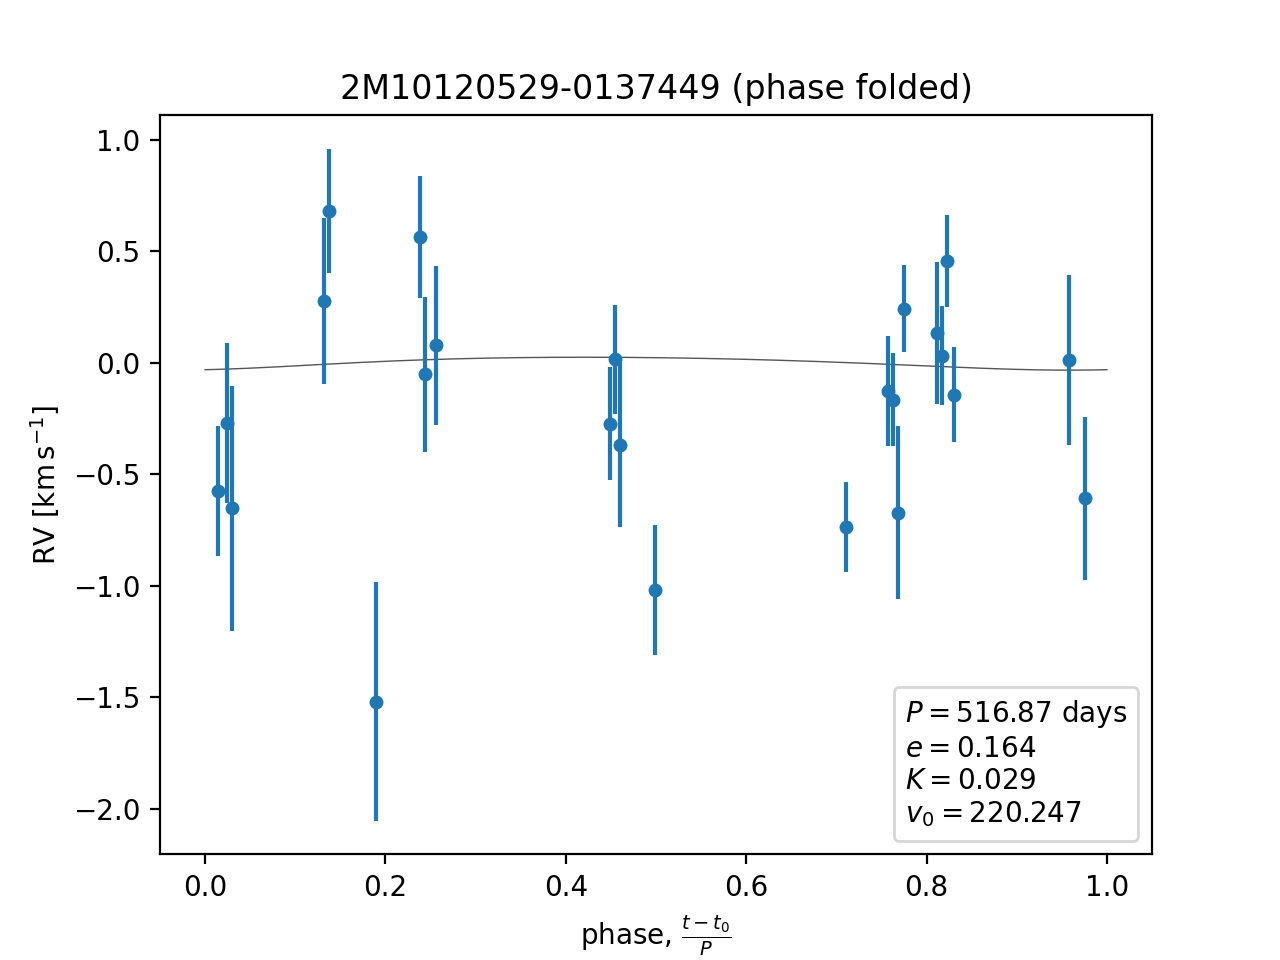 2M10120529-0137449 (phase folded)
RV [km s⁻¹]
1.0
0.5
0.0
−0.5
−1.0
−1.5
−2.0
P = 516.87 days
e = 0.164
K = 0.029
v₀ = 220.247
0.0 0.2 0.4 0.6 0.8 1.0
phase, (t − t₀)/P